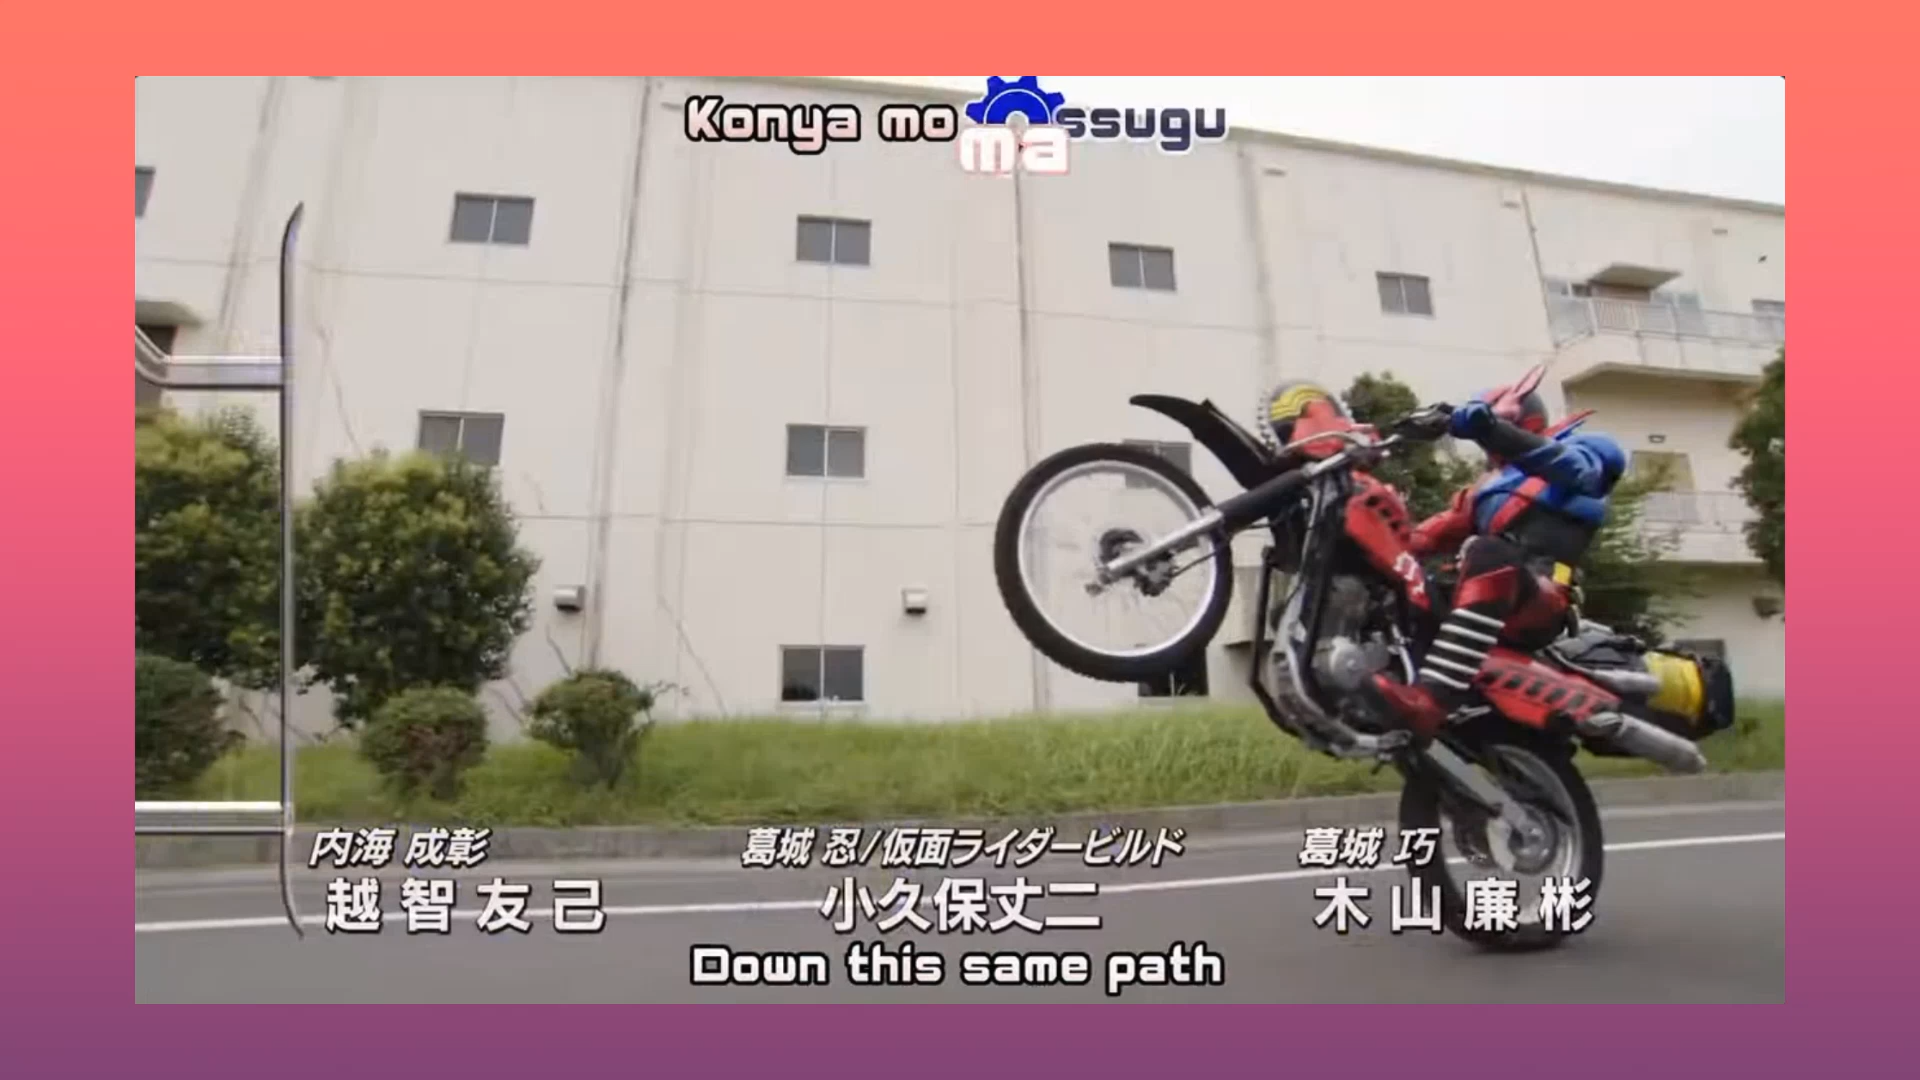 Konya mo massugu
内海 成彰
葛城 忍/仮面ライダービルド
葛城 巧
越智友己
小久保丈二
木山廉彬
Down this same path